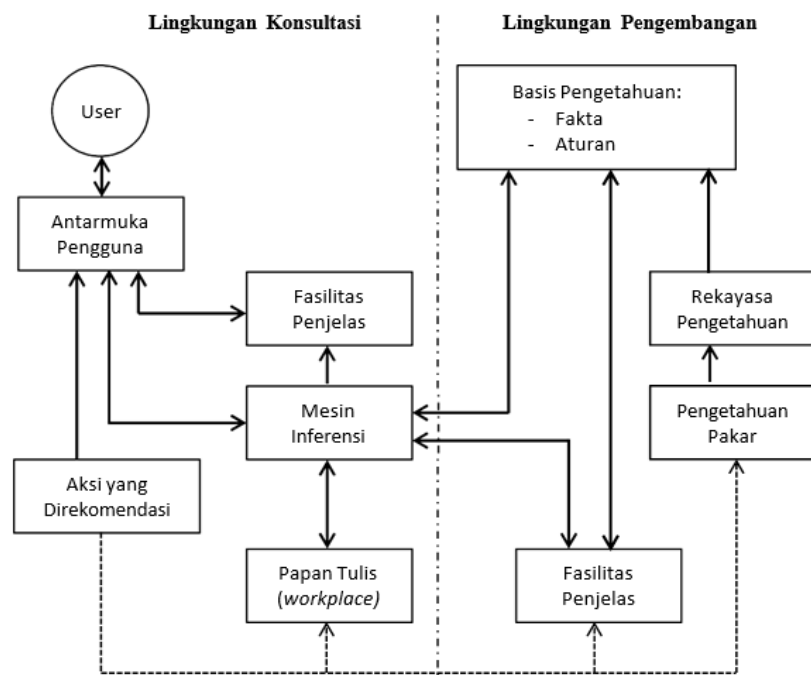 Lingkungan Konsultasi
Lingkungan Pengembangan
User
Basis Pengetahuan:
- Fakta
- Aturan
Antarmuka
Pengguna
Fasilitas
Penjelas
Rekayasa
Pengetahuan
Mesin
Inferensi
Pengetahuan
Pakar
Aksi yang
Direkomendasi
Papan Tulis
(workplace)
Fasilitas
Penjelas